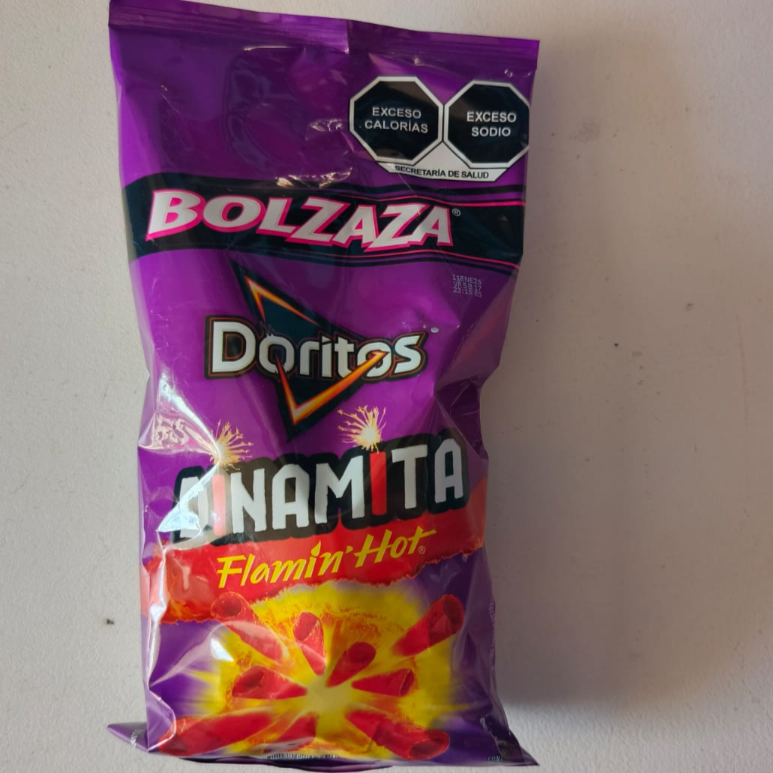 EXCESO
CALORÍAS
EXCESO
SODIO
SECRETARÍA DE SALUD
BOLZAZA®
Doritos
DINAMITA
Flamin' Hot®